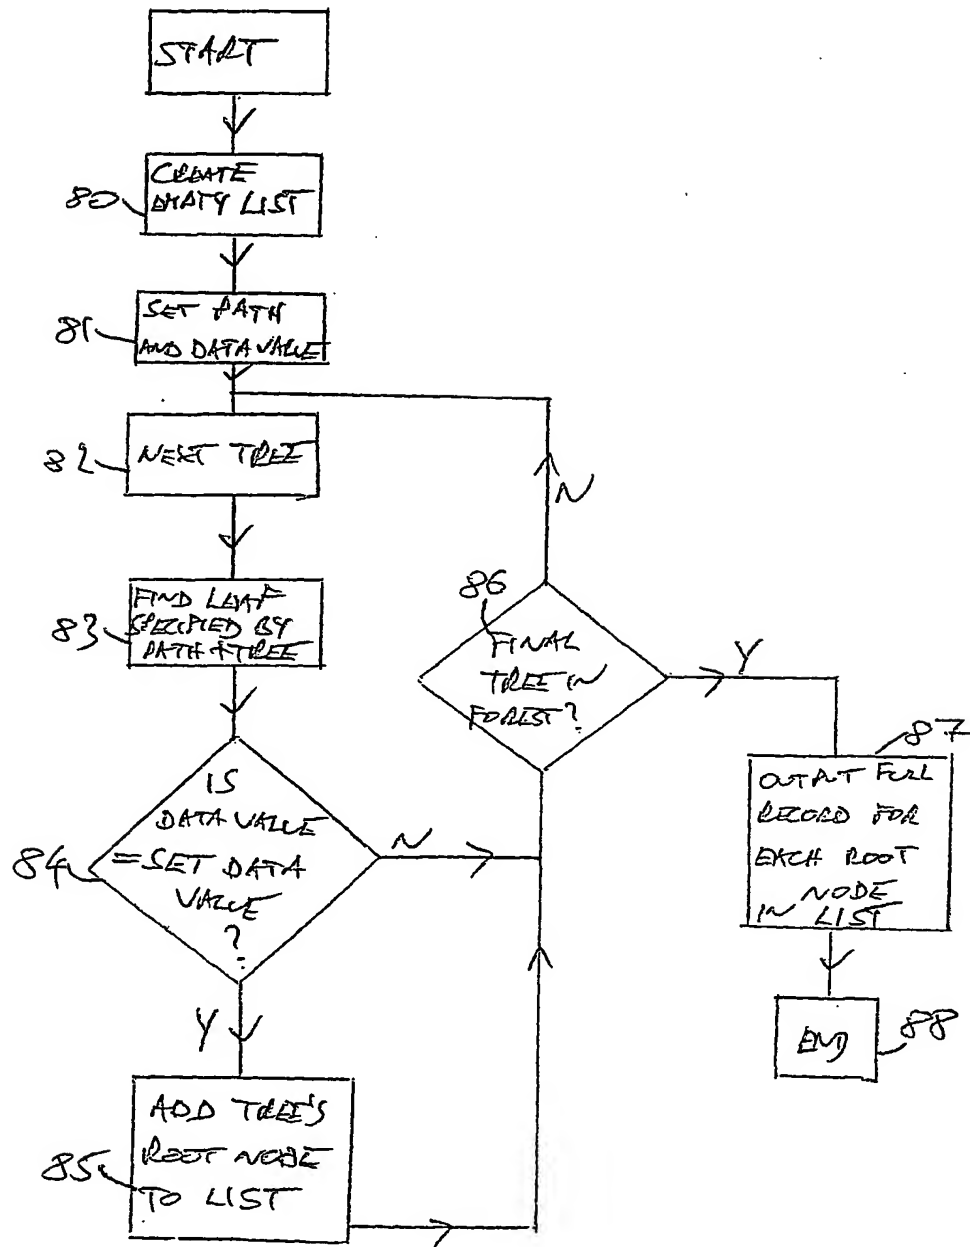 START
CREATE
80
EMPTY LIST
SET PATH
81
AND DATA VALUE
82
NEXT TREE
FIND LEAF
SPECIFIED BY
83
PATH + TREE
IS
DATA VALUE
84
= SET DATA
VALUE
?
N
Y
ADD TREE'S
ROOT NODE
85
TO LIST
86
FINAL
TREE IN
FOREST?
N
Y
87
OUTPUT FULL
RECORD FOR
EACH ROOT
NODE
IN LIST
END
88